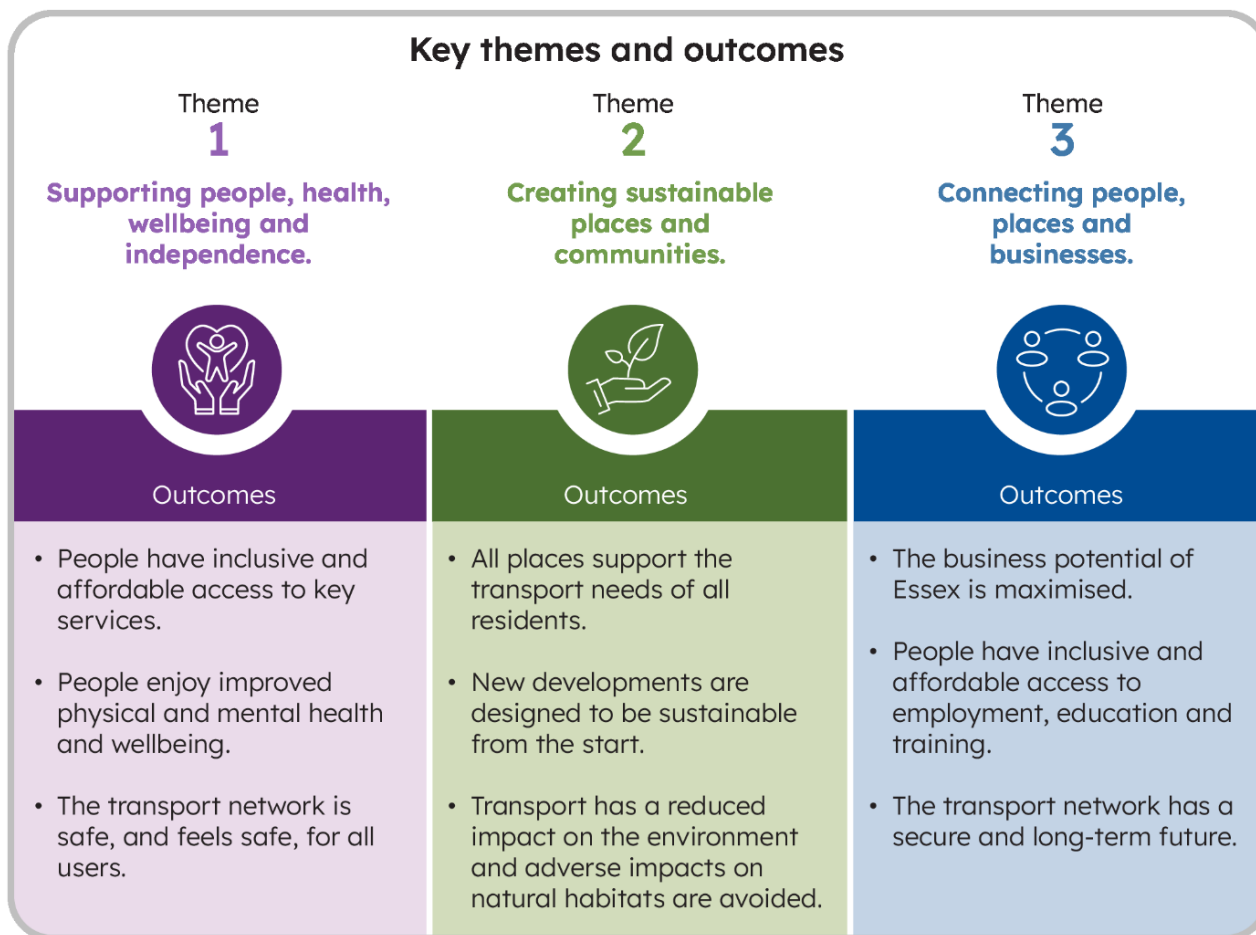 Key themes and outcomes
Theme
1
Supporting people, health,
wellbeing and
independence.
Outcomes
• People have inclusive and
affordable access to key
services.
• People enjoy improved
physical and mental health
and wellbeing.
• The transport network is
safe, and feels safe, for all
users.
Theme
2
Creating sustainable
places and
communities.
Outcomes
• All places support the
transport needs of all
residents.
• New developments are
designed to be sustainable
from the start.
• Transport has a reduced
impact on the environment
and adverse impacts on
natural habitats are avoided.
Theme
3
Connecting people,
places and
businesses.
Outcomes
• The business potential of
Essex is maximised.
• People have inclusive and
affordable access to
employment, education and
training.
• The transport network has a
secure and long-term future.